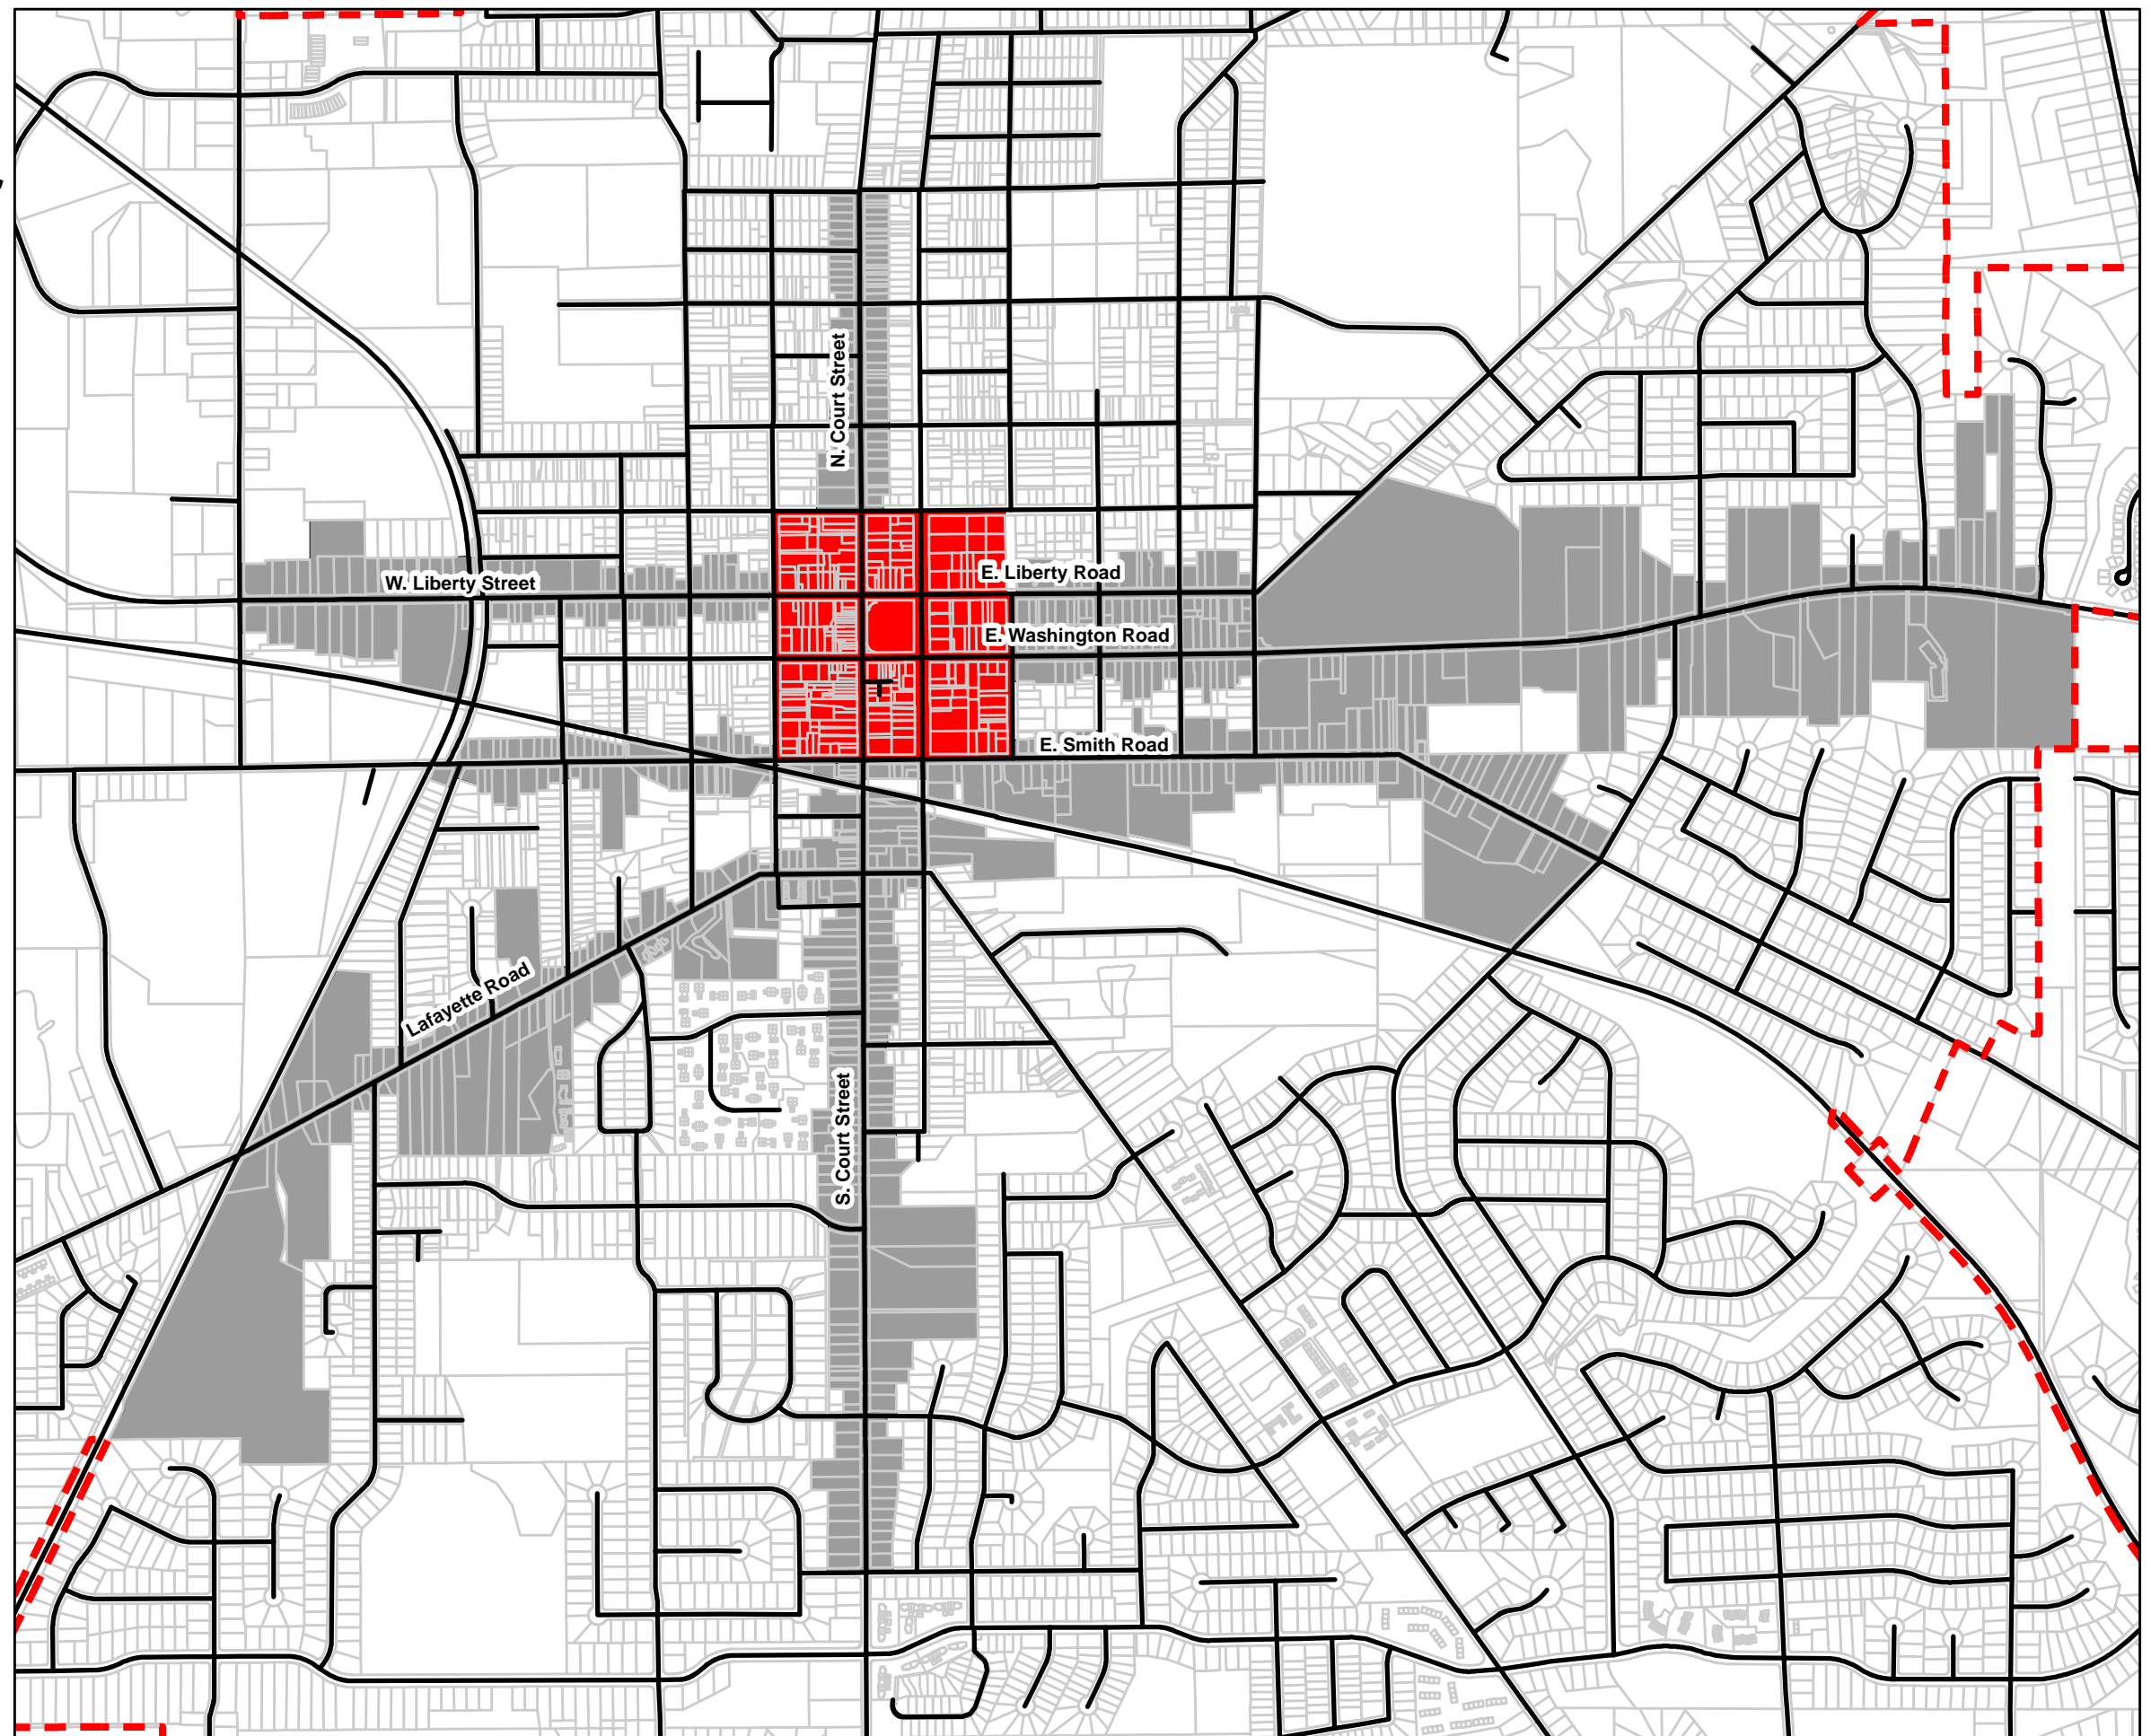 N. Court Street
E. Liberty Road
W. Liberty Street
E. Washington Road
E. Smith Road
Lafayette Road
S. Court Street